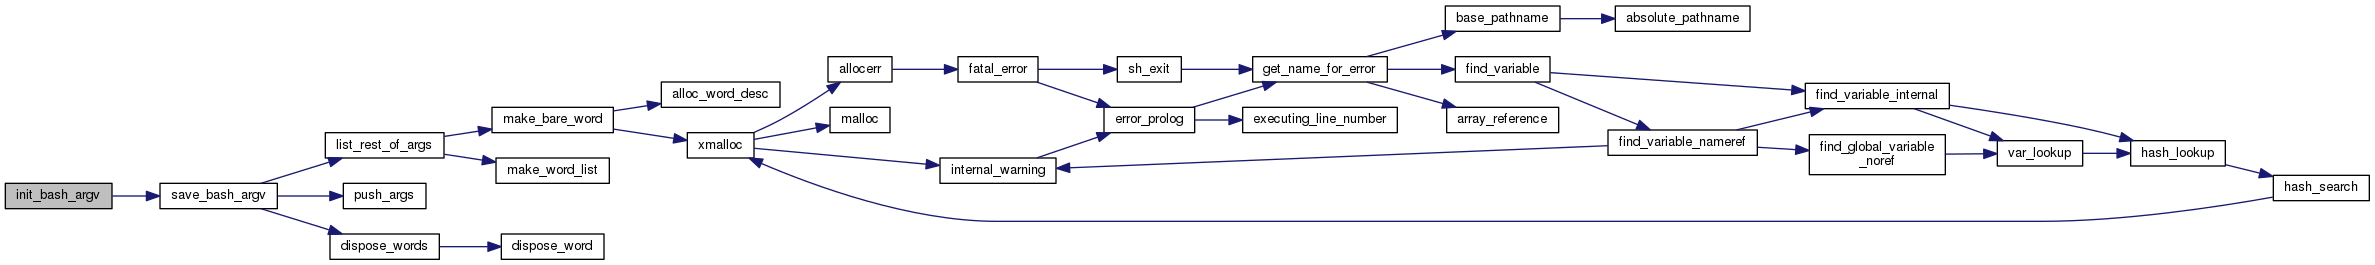 init_bash_argv
save_bash_argv
list_rest_of_args
push_args
dispose_words
make_bare_word
make_word_list
dispose_word
alloc_word_desc
xmalloc
allocerr
malloc
internal_warning
fatal_error
error_prolog
sh_exit
executing_line_number
get_name_for_error
base_pathname
find_variable
array_reference
absolute_pathname
find_variable_nameref
find_variable_internal
find_global_variable
_noref
var_lookup
hash_lookup
hash_search